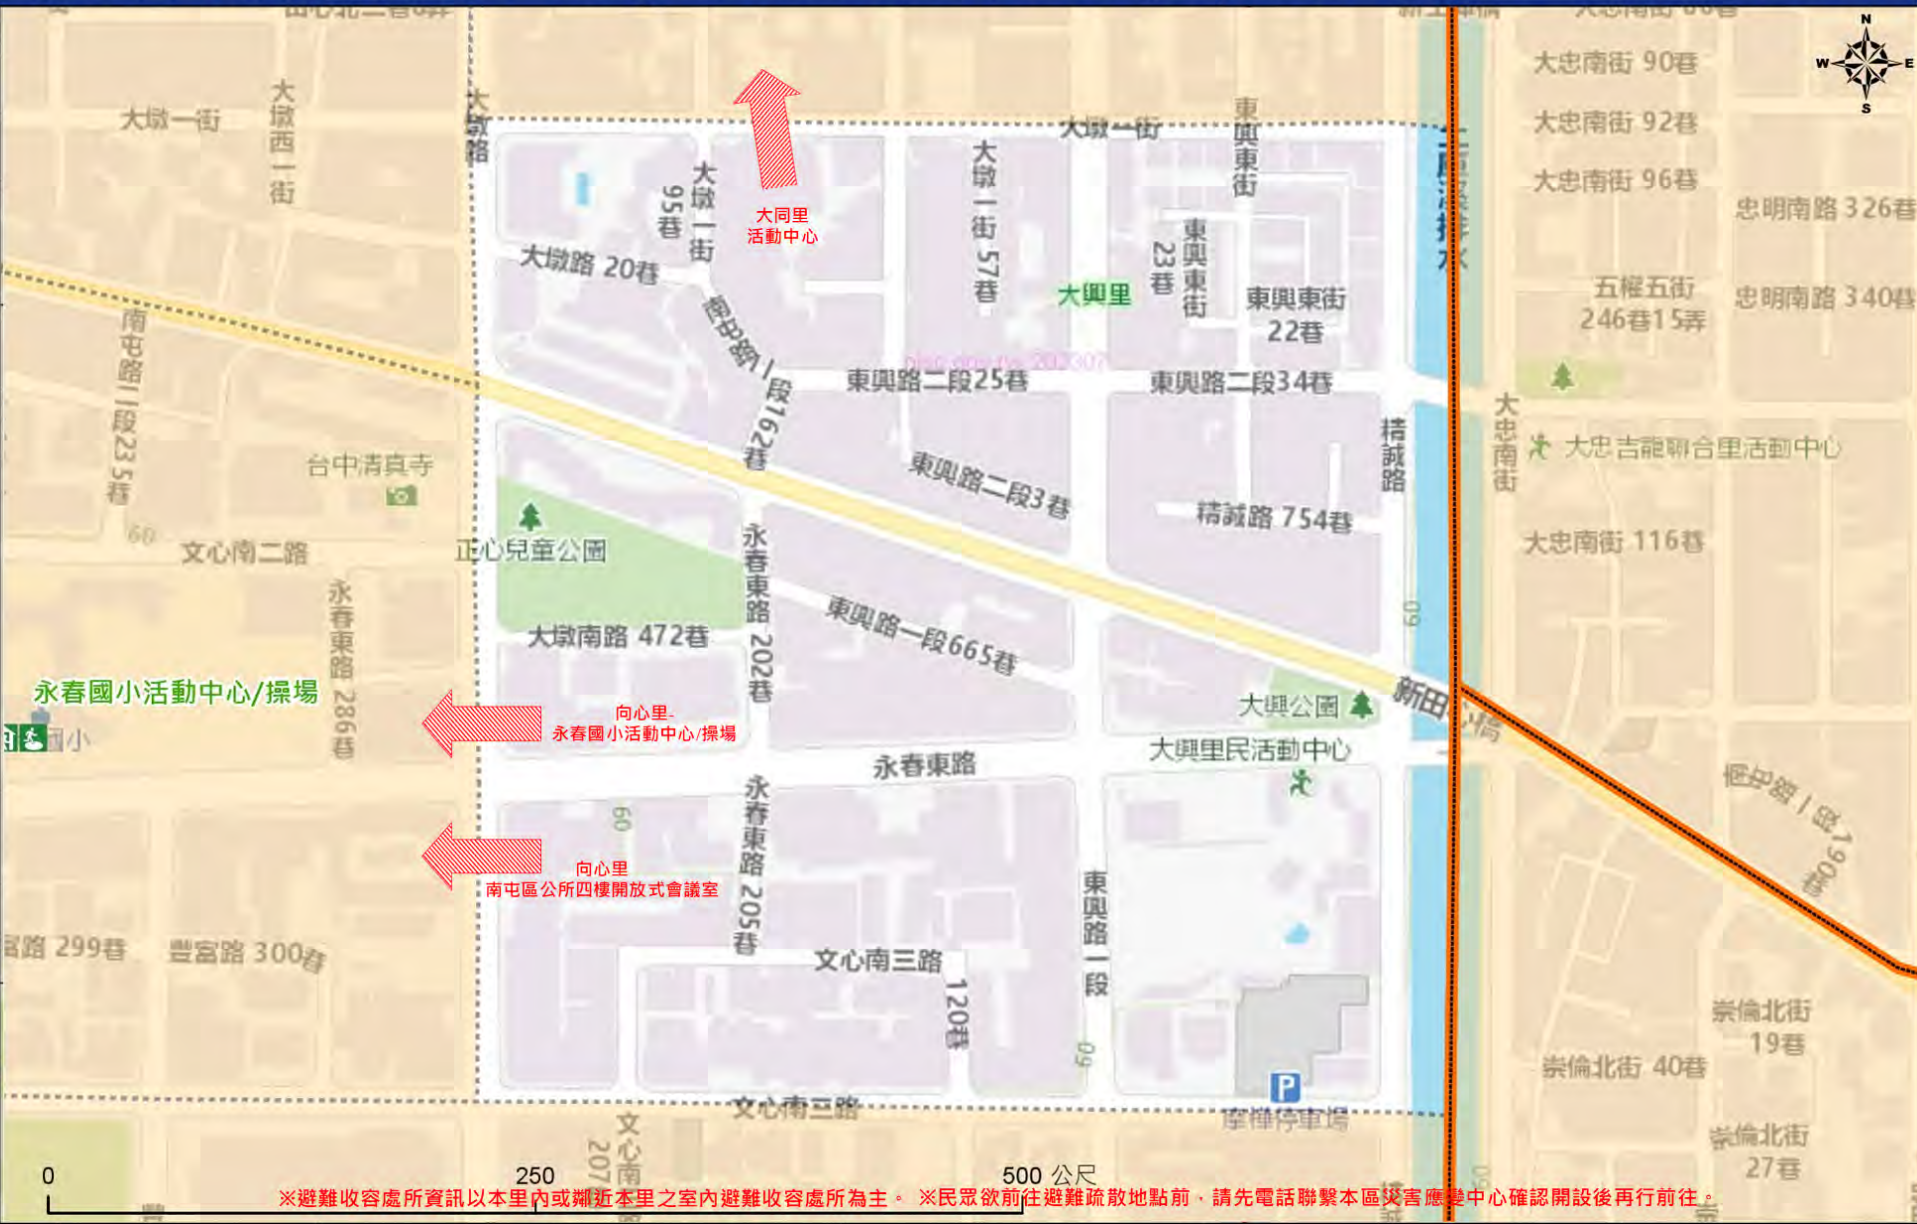 N
W
E
S
大忠南街 90巷
大墩一街
大墩西一街
大墩路
大墩一街
東興東街
大忠南街 92巷
大忠南街 96巷
忠明南路 326巷
大墩一街
95巷
大同里
活動中心
大墩一街 57巷
東興東街
23巷
大墩路 20巷
大興里
東興東街
22巷
五權五街
246巷15弄
忠明南路 340巷
南屯路二段235巷
南屯路一段162巷
東興路二段25巷
東興路二段34巷
精誠路
大忠南街
大忠吉龍聯合里活動中心
台中清真寺
東興路二段3巷
精誠路 754巷
60
文心南二路
正心兒童公園
永春東路 202巷
大忠南街 116巷
永春東路 286巷
大墩南路 472巷
東興路一段665巷
60
永春國小活動中心/操場
國小
向心里-
永春國小活動中心/操場
大興公園
大興里民活動中心
永春東路
60
永春東路 205巷
向心里
南屯區公所四樓開放式會議室
東興路一段
富路 299巷
豐富路 300巷
文心南三路
120巷
60
崇倫北街
19巷
崇倫北街 40巷
P
文心南三路
崇倫北街
27巷
0
250
500 公尺
※避難收容處所資訊以本里內或鄰近本里之室內避難收容處所為主。 ※民眾欲前往避難疏散地點前，請先電話聯繫本區災害應變中心確認開設後再行前往。